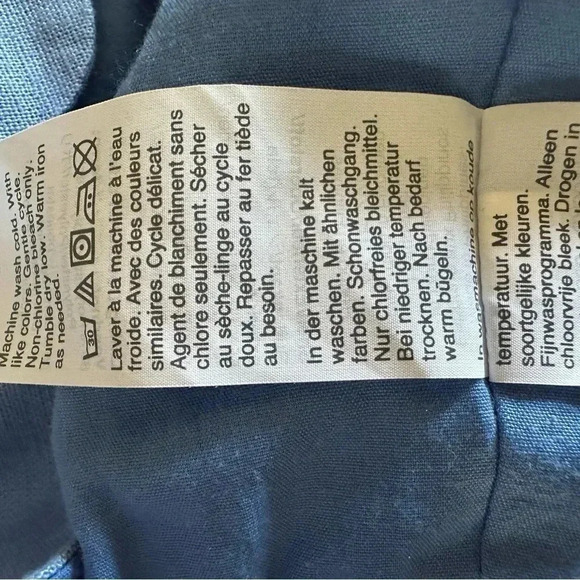 Machine wash cold. With
like colors. Gentle cycle.
Non-chlorine bleach only.
Tumble dry low. Warm iron
as needed.
30
Laver à la machine à l'eau
froide. Avec des couleurs
similaires. Cycle délicat.
Agent de blanchiment sans
chlore seulement. Sécher
au sèche-linge au cycle
doux. Repasser au fer tiède
au besoin.
In der maschine kalt
waschen. Mit ähnlichen
farben. Schonwaschgang.
Nur chlorfreies bleichmittel.
Bei niedriger temperatur
trocknen. Nach bedarf
warm bügeln.
koude
temperatuur. Met
soortgelijke kleuren.
Fijnwasprogramma. Alleen
chloorvrije bleek. Drogen in